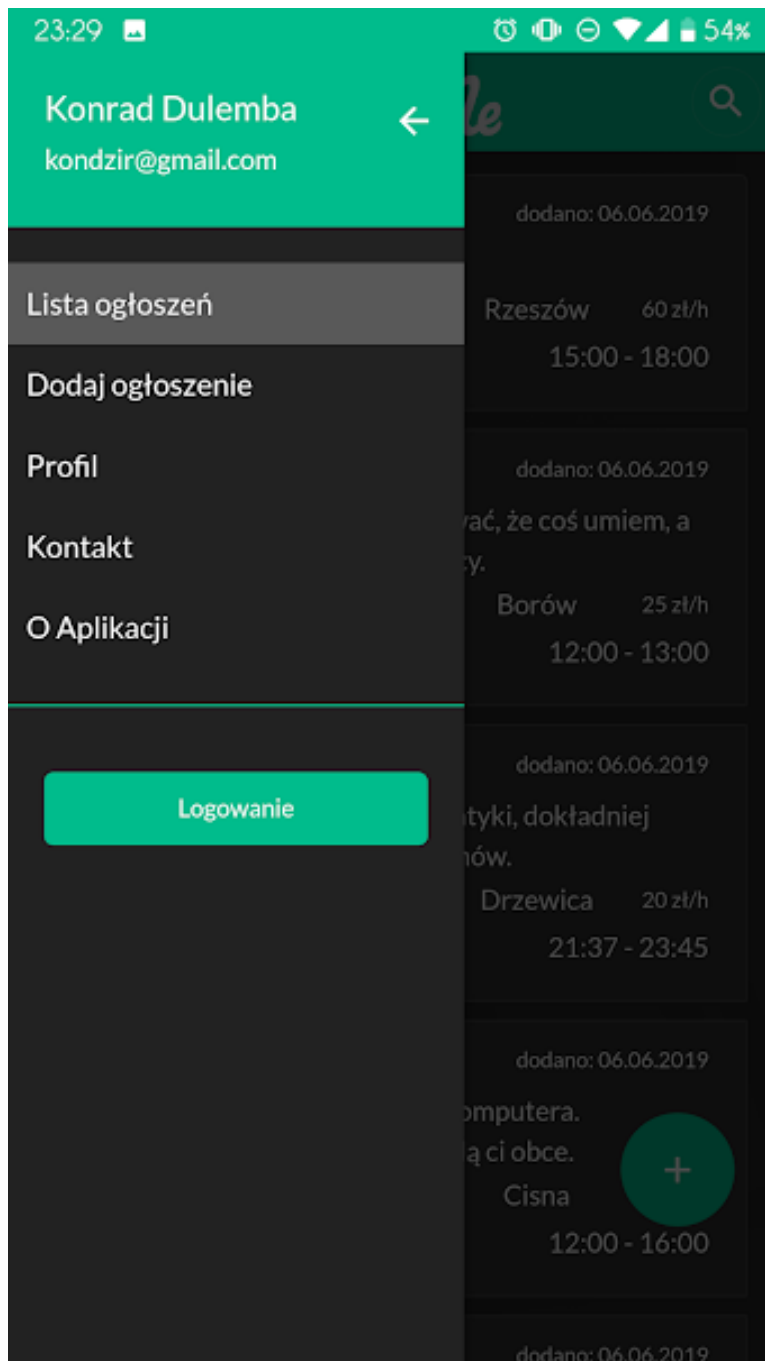 23:29
54%
Konrad Dulemba
kondzir@gmail.com
Lista ogłoszeń
Dodaj ogłoszenie
Profil
Kontakt
O Aplikacji
Logowanie
le
dodano: 06.06.2019
Rzeszów 60 zł/h
15:00 - 18:00
dodano: 06.06.2019
że coś umiem, a
Borów 25 zł/h
12:00 - 13:00
dodano: 06.06.2019
dokładniej
Drzewica 20 zł/h
21:37 - 23:45
dodano: 06.06.2019
omputera.
ą ci obce.
Cisna
+
12:00 - 16:00
dodano: 06.06.2019